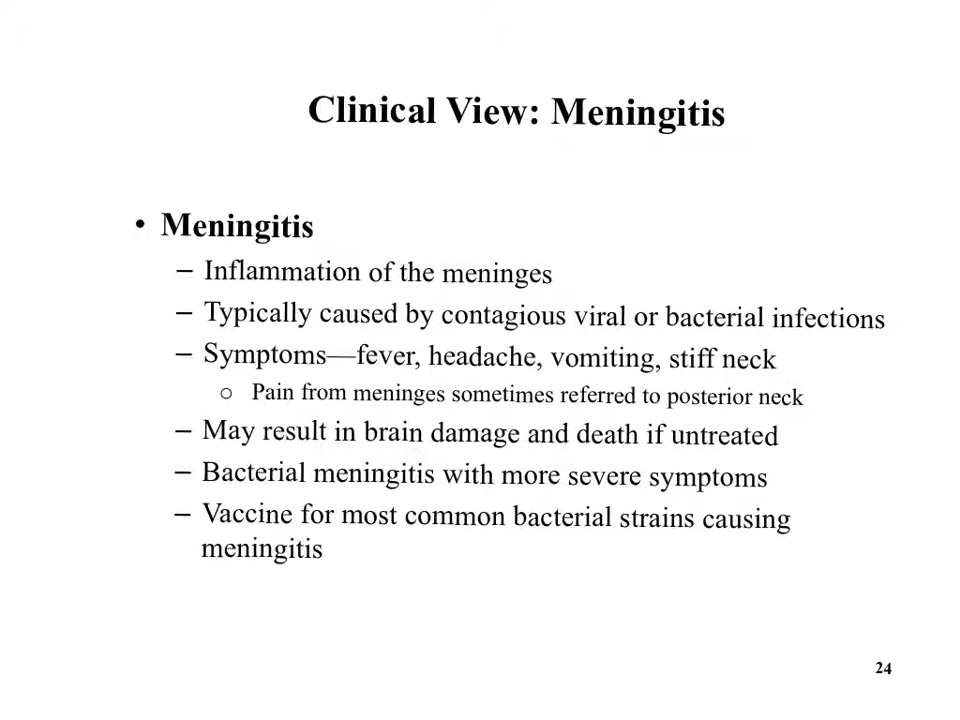 Clinical View: Meningitis
• Meningitis
– Inflammation of the meninges
– Typically caused by contagious viral or bacterial infections
– Symptoms—fever, headache, vomiting, stiff neck
○ Pain from meninges sometimes referred to posterior neck
– May result in brain damage and death if untreated
– Bacterial meningitis with more severe symptoms
– Vaccine for most common bacterial strains causing
meningitis
24